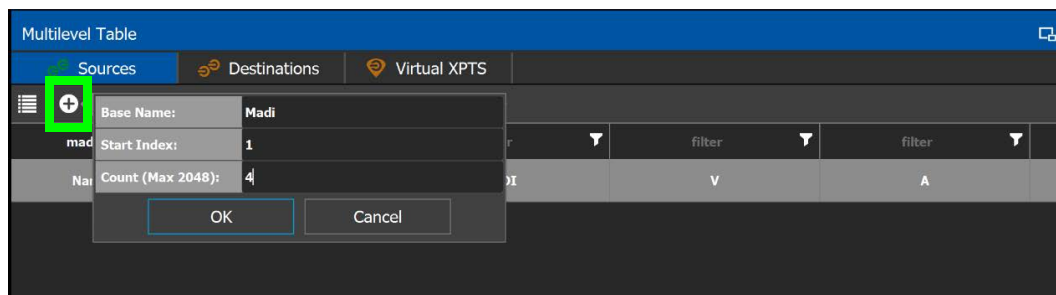 Multilevel Table
Sources Destinations Virtual XPTS
Base Name: Madi
Start Index: 1
mad filter filter
Count (Max 2048): 4
V A
OK Cancel